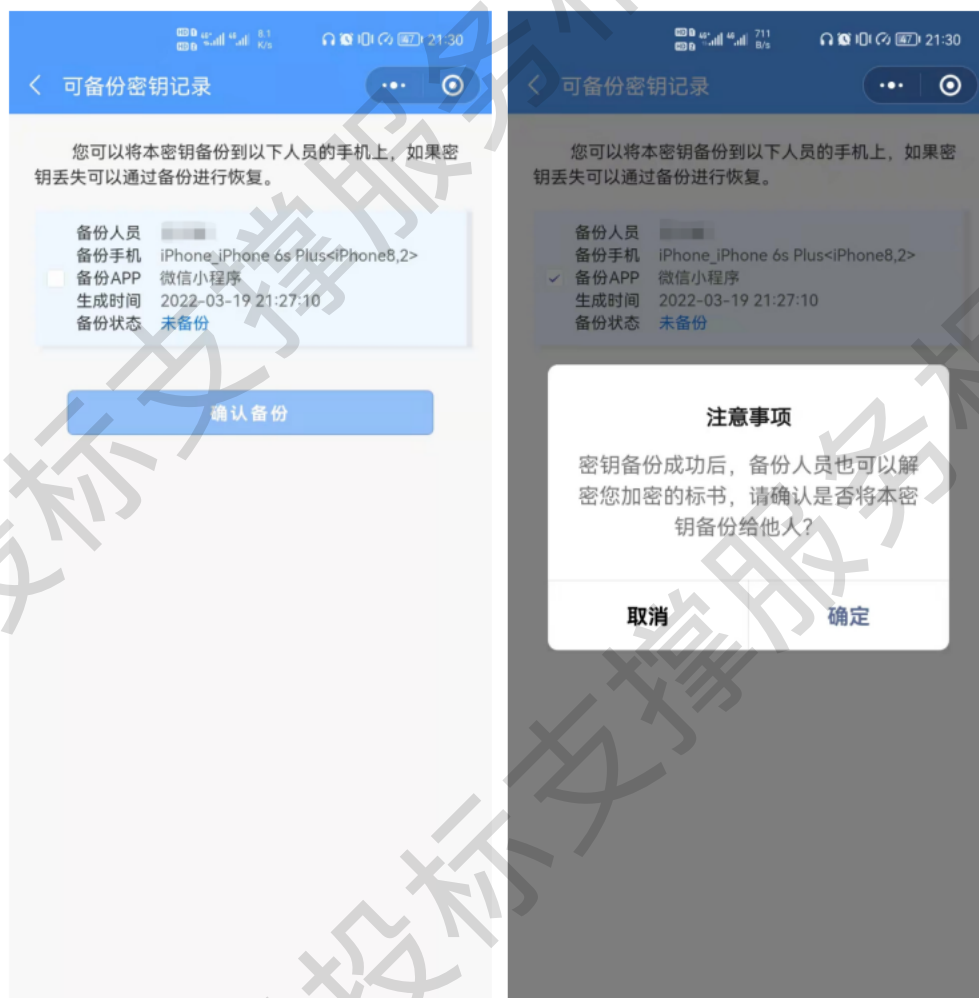 8.1
K/s
47
21:30
可备份密钥记录
您可以将本密钥备份到以下人员的手机上，如果密
钥丢失可以通过备份进行恢复。
备份人员
备份手机 iPhone_iPhone 6s Plus<iPhone8,2>
备份APP 微信小程序
生成时间 2022-03-19 21:27:10
备份状态 未备份
确认备份
711
B/s
47
21:30
可备份密钥记录
您可以将本密钥备份到以下人员的手机上，如果密
钥丢失可以通过备份进行恢复。
备份人员
备份手机 iPhone_iPhone 6s Plus<iPhone8,2>
备份APP 微信小程序
生成时间 2022-03-19 21:27:10
备份状态 未备份
注意事项
密钥备份成功后，备份人员也可以解
密您加密的标书，请确认是否将本密
钥备份给他人?
取消
确定
投标支撑服务
投标支撑服务